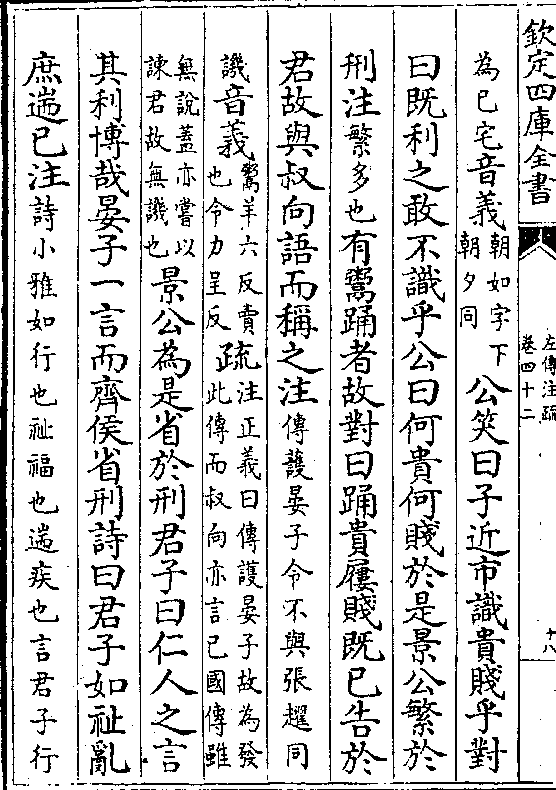 欽定四庫全書
左傳注疏
卷四十二
十八
為已宅音義朝如字下
朝夕同公笑曰子近市識貴賤乎對
曰既利之敢不識乎公曰何貴何賤於是景公繁於
刑注繁多也有鬻踊者故對曰踊貴屨賤既已告於
君故與叔向語而稱之注傳護晏子令不與張趯同
譏音義鬻羊六反賣
也令力呈反疏注正義曰傳護晏子故為發
此傳而叔向亦言已國傳雖
無說蓋亦嘗以
諫君故無譏也景公為是省於刑君子曰仁人之言
其利博哉晏子一言而齊侯省刑詩曰君子如祉亂
庶遄已注詩小雅如行也祉福也遄疾也言君子行